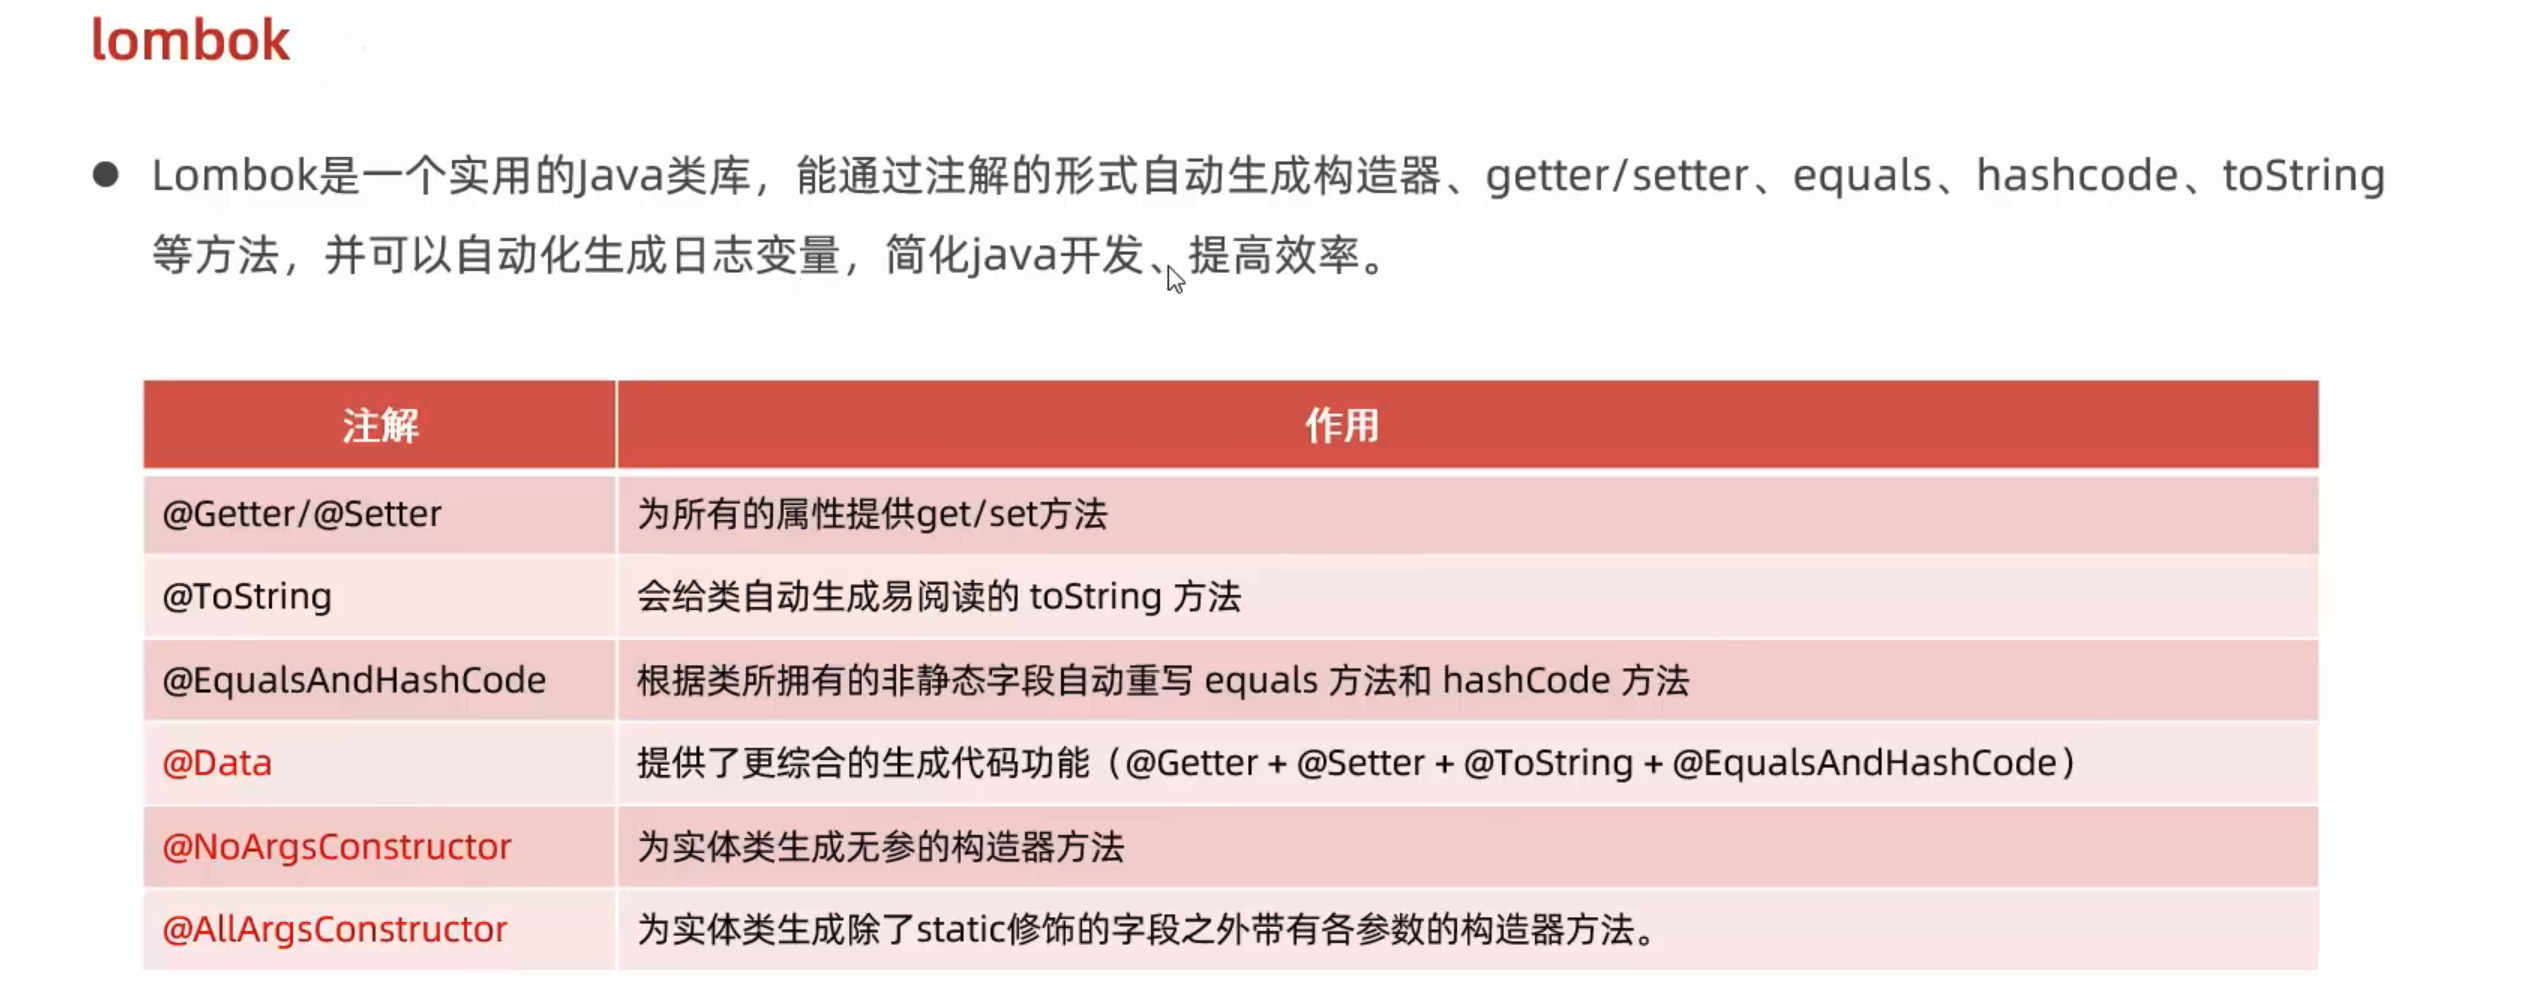 lombok
● Lombok是一个实用的Java类库，能通过注解的形式自动生成构造器、getter/setter、equals、hashcode、toString
等方法，并可以自动化生成日志变量，简化java开发、提高效率。
注解 作用
@Getter/@Setter 为所有的属性提供get/set方法
@ToString 会给类自动生成易阅读的 toString 方法
@EqualsAndHashCode 根据类所拥有的非静态字段自动重写 equals 方法和 hashCode 方法
@Data 提供了更综合的生成代码功能（@Getter + @Setter + @ToString + @EqualsAndHashCode）
@NoArgsConstructor 为实体类生成无参的构造器方法
@AllArgsConstructor 为实体类生成除了static修饰的字段之外带有各参数的构造器方法。